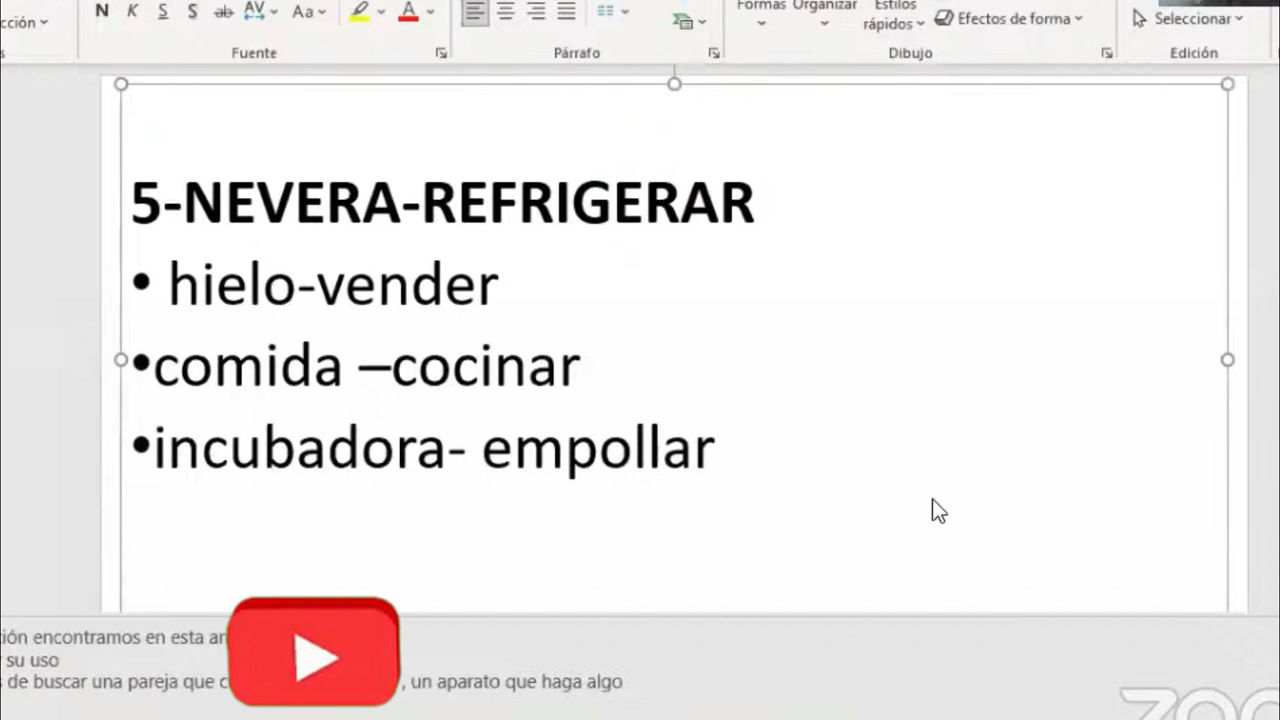 cción
N K S ab AV Aa A
Formas Organizar Estilos rápidos
Efectos de forma
Seleccionar
Fuente Párrafo Dibujo Edición
5-NEVERA-REFRIGERAR
• hielo-vender
•comida –cocinar
•incubadora- empollar
ción encontramos en esta
su uso
de buscar una pareja que , un aparato que haga algo